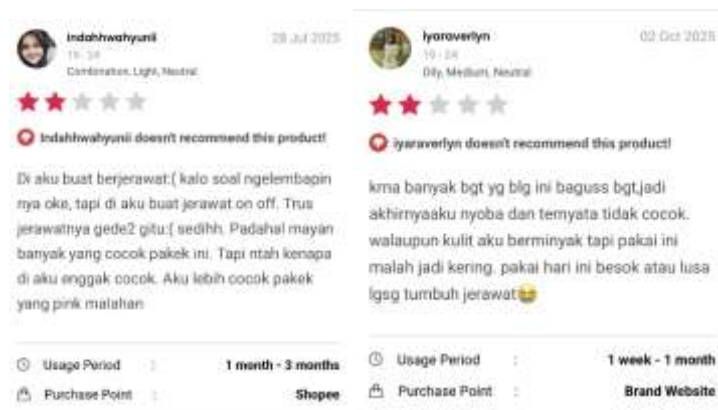 indahhwahyunii
28 Jul 2025
19 - 24
Combination, Light, Neutral
Indahhwahyunii doesn't recommend this product!
Di aku buat berjerawat:( kalo soal ngelembapin
nya oke, tapi di aku buat jerawat on off. Trus
jerawatnya gede2 gitu:( sedihh. Padahal mayan
banyak yang cocok pakek ini. Tapi ntah kenapa
di aku enggak cocok. Aku lebih cocok pakek
yang pink malahan
Usage Period : 1 month - 3 months
Purchase Point : Shopee
iyaraverlyn
02 Oct 2025
19 - 24
Oily, Medium, Neutral
iyaraverlyn doesn't recommend this product!
krna banyak bgt yg blg ini baguss bgt,jadi
akhirnyaaku nyoba dan ternyata tidak cocok.
walaupun kulit aku berminyak tapi pakai ini
malah jadi kering. pakai hari ini besok atau lusa
lgsg tumbuh jerawat😭
Usage Period : 1 week - 1 month
Purchase Point : Brand Website